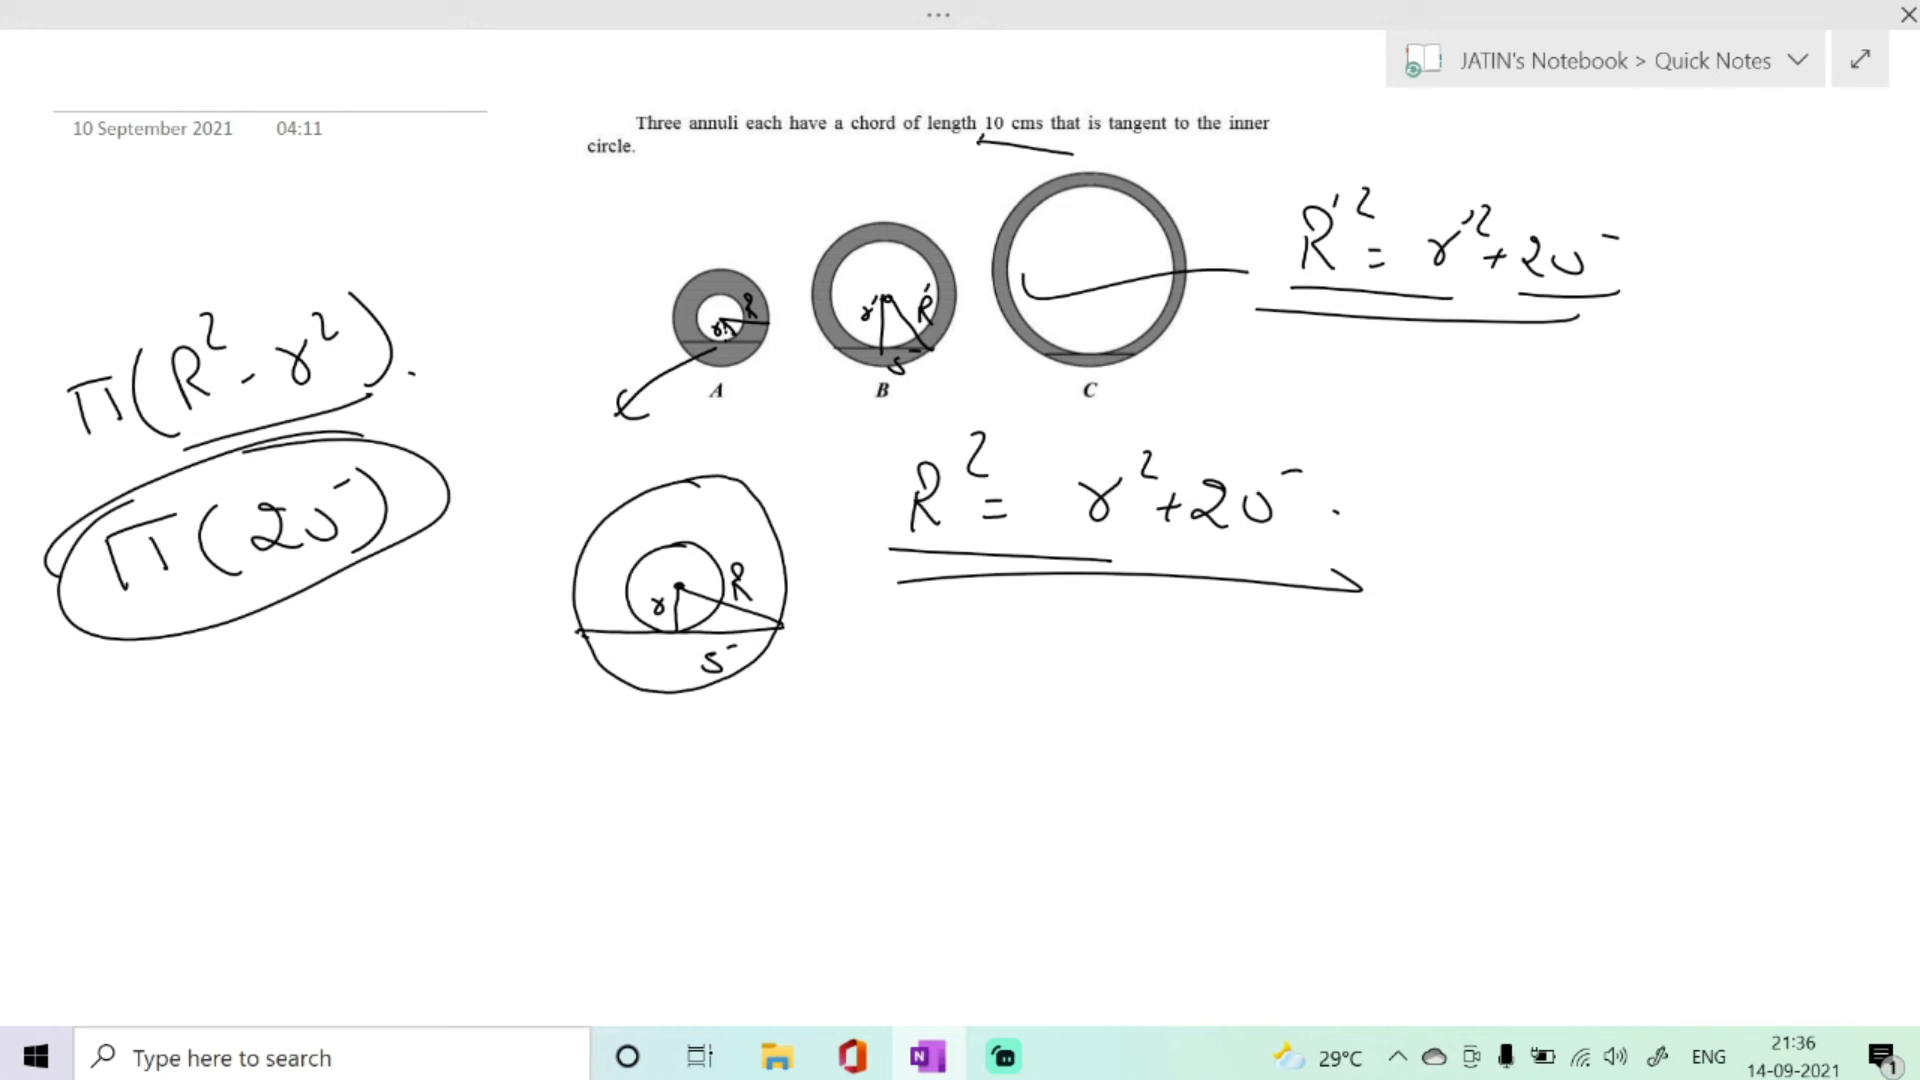 JATIN's Notebook > Quick Notes
10 September 2021 04:11
Three annuli each have a chord of length 10 cms that is tangent to the inner
circle.
R'² = r'² + 25
R
r
r' R'
5
A B C
π(R² - r²).
R² = r² + 25.
π(25)
r R
5
Type here to search
29°C
ENG
21:36
14-09-2021
1